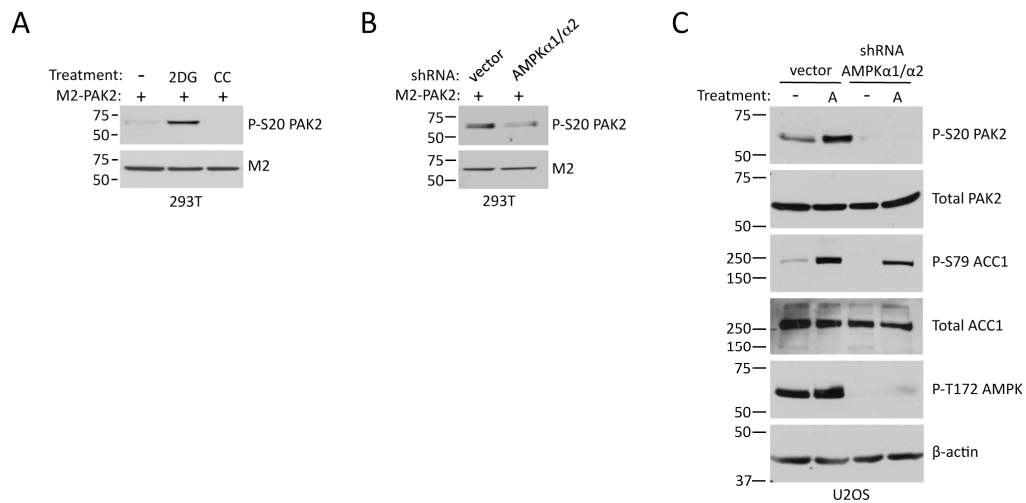 A
Treatment: - 2DG CC
M2-PAK2: + + +
75
50
P-S20 PAK2
75
50
M2
293T
B
shRNA: vector AMPKα1/α2
M2-PAK2: + +
75
50
P-S20 PAK2
75
50
M2
293T
C
shRNA
vector AMPKα1/α2
Treatment: - A - A
75
50
P-S20 PAK2
75
50
Total PAK2
250
150
P-S79 ACC1
250
150
Total ACC1
75
50
P-T172 AMPK
50
37
β-actin
U2OS